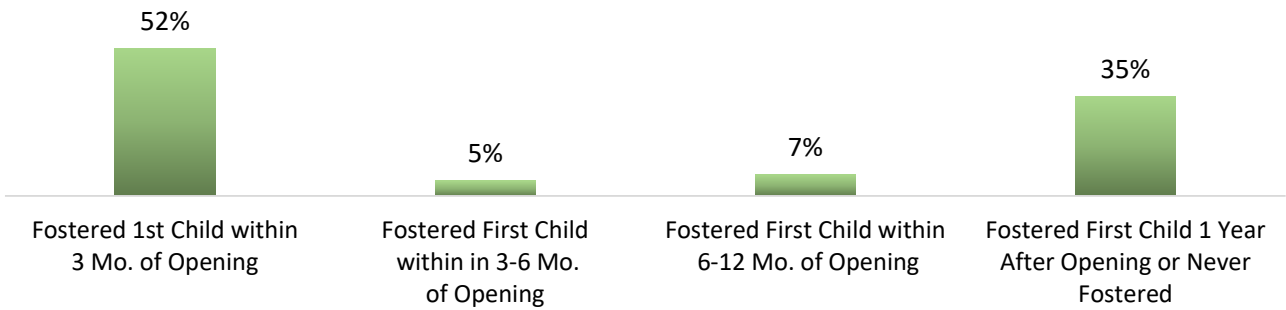 52%
5%
7%
35%
Fostered 1st Child within
3 Mo. of Opening
Fostered First Child
within in 3-6 Mo.
of Opening
Fostered First Child within
6-12 Mo. of Opening
Fostered First Child 1 Year
After Opening or Never
Fostered